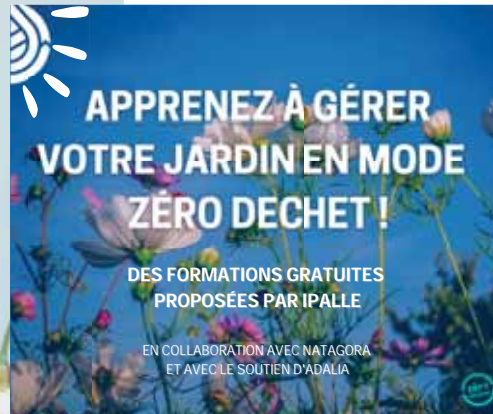 APPRENEZ À GÉRER
VOTRE JARDIN EN MODE
ZÉRO DECHET !
DES FORMATIONS GRATUITES
PROPOSÉES PAR IPALLE
EN COLLABORATION AVEC NATAGORA
ET AVEC LE SOUTIEN D'ADALIA